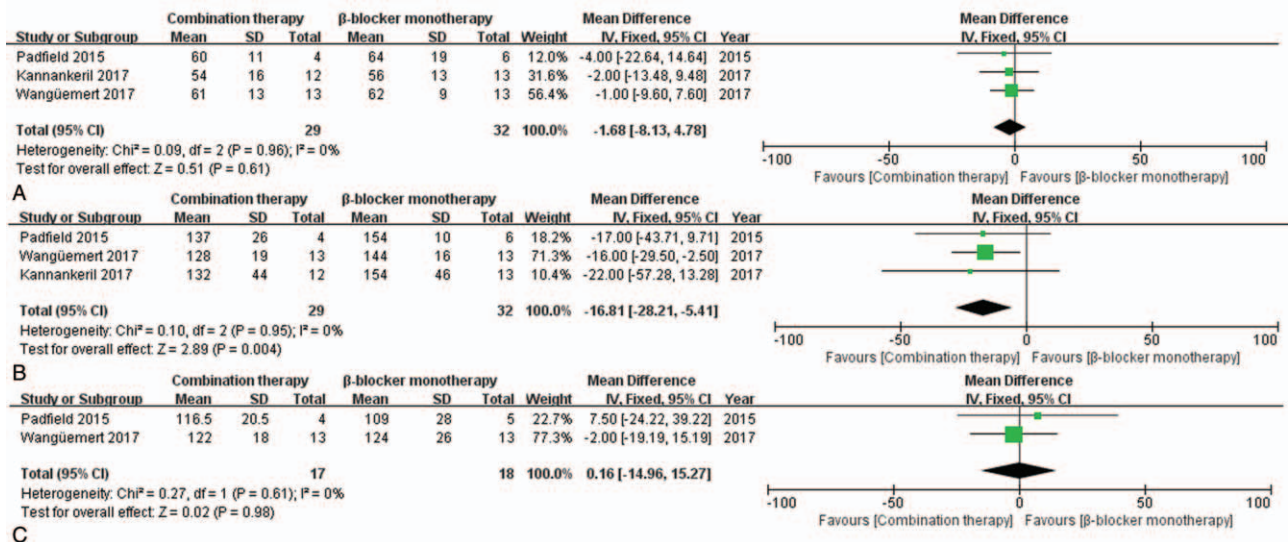 Combination therapy β-blocker monotherapy Mean Difference Mean Difference
Study or Subgroup Mean SD Total Mean SD Total Weight IV, Fixed, 95% CI Year IV, Fixed, 95% CI
Padfield 2015 60 11 4 64 19 6 12.0% -4.00 [-22.64, 14.64] 2015
Kannankeril 2017 54 16 12 56 13 13 31.6% -2.00 [-13.48, 9.48] 2017
Wangüemert 2017 61 13 13 62 9 13 56.4% -1.00 [-9.60, 7.60] 2017
Total (95% CI) 29 32 100.0% -1.68 [-8.13, 4.78]
Heterogeneity: Chi² = 0.09, df = 2 (P = 0.96); I² = 0%
Test for overall effect: Z = 0.51 (P = 0.61)
-100 -50 0 50 100
Favours [Combination therapy] Favours [β-blocker monotherapy]
A
Combination therapy β-blocker monotherapy Mean Difference Mean Difference
Study or Subgroup Mean SD Total Mean SD Total Weight IV, Fixed, 95% CI Year IV, Fixed, 95% CI
Padfield 2015 137 26 4 154 10 6 18.2% -17.00 [-43.71, 9.71] 2015
Wangüemert 2017 128 19 13 144 16 13 71.3% -16.00 [-29.50, -2.50] 2017
Kannankeril 2017 132 44 12 154 46 13 10.4% -22.00 [-57.28, 13.28] 2017
Total (95% CI) 29 32 100.0% -16.81 [-28.21, -5.41]
Heterogeneity: Chi² = 0.10, df = 2 (P = 0.95); I² = 0%
Test for overall effect: Z = 2.89 (P = 0.004)
-100 -50 0 50 100
Favours [Combination therapy] Favours [β-blocker monotherapy]
B
Combination therapy β-blocker monotherapy Mean Difference Mean Difference
Study or Subgroup Mean SD Total Mean SD Total Weight IV, Fixed, 95% CI Year IV, Fixed, 95% CI
Padfield 2015 116.5 20.5 4 109 28 5 22.7% 7.50 [-24.22, 39.22] 2015
Wangüemert 2017 122 18 13 124 26 13 77.3% -2.00 [-19.19, 15.19] 2017
Total (95% CI) 17 18 100.0% 0.16 [-14.96, 15.27]
Heterogeneity: Chi² = 0.27, df = 1 (P = 0.61); I² = 0%
Test for overall effect: Z = 0.02 (P = 0.98)
-100 -50 0 50 100
Favours [Combination therapy] Favours [β-blocker monotherapy]
C